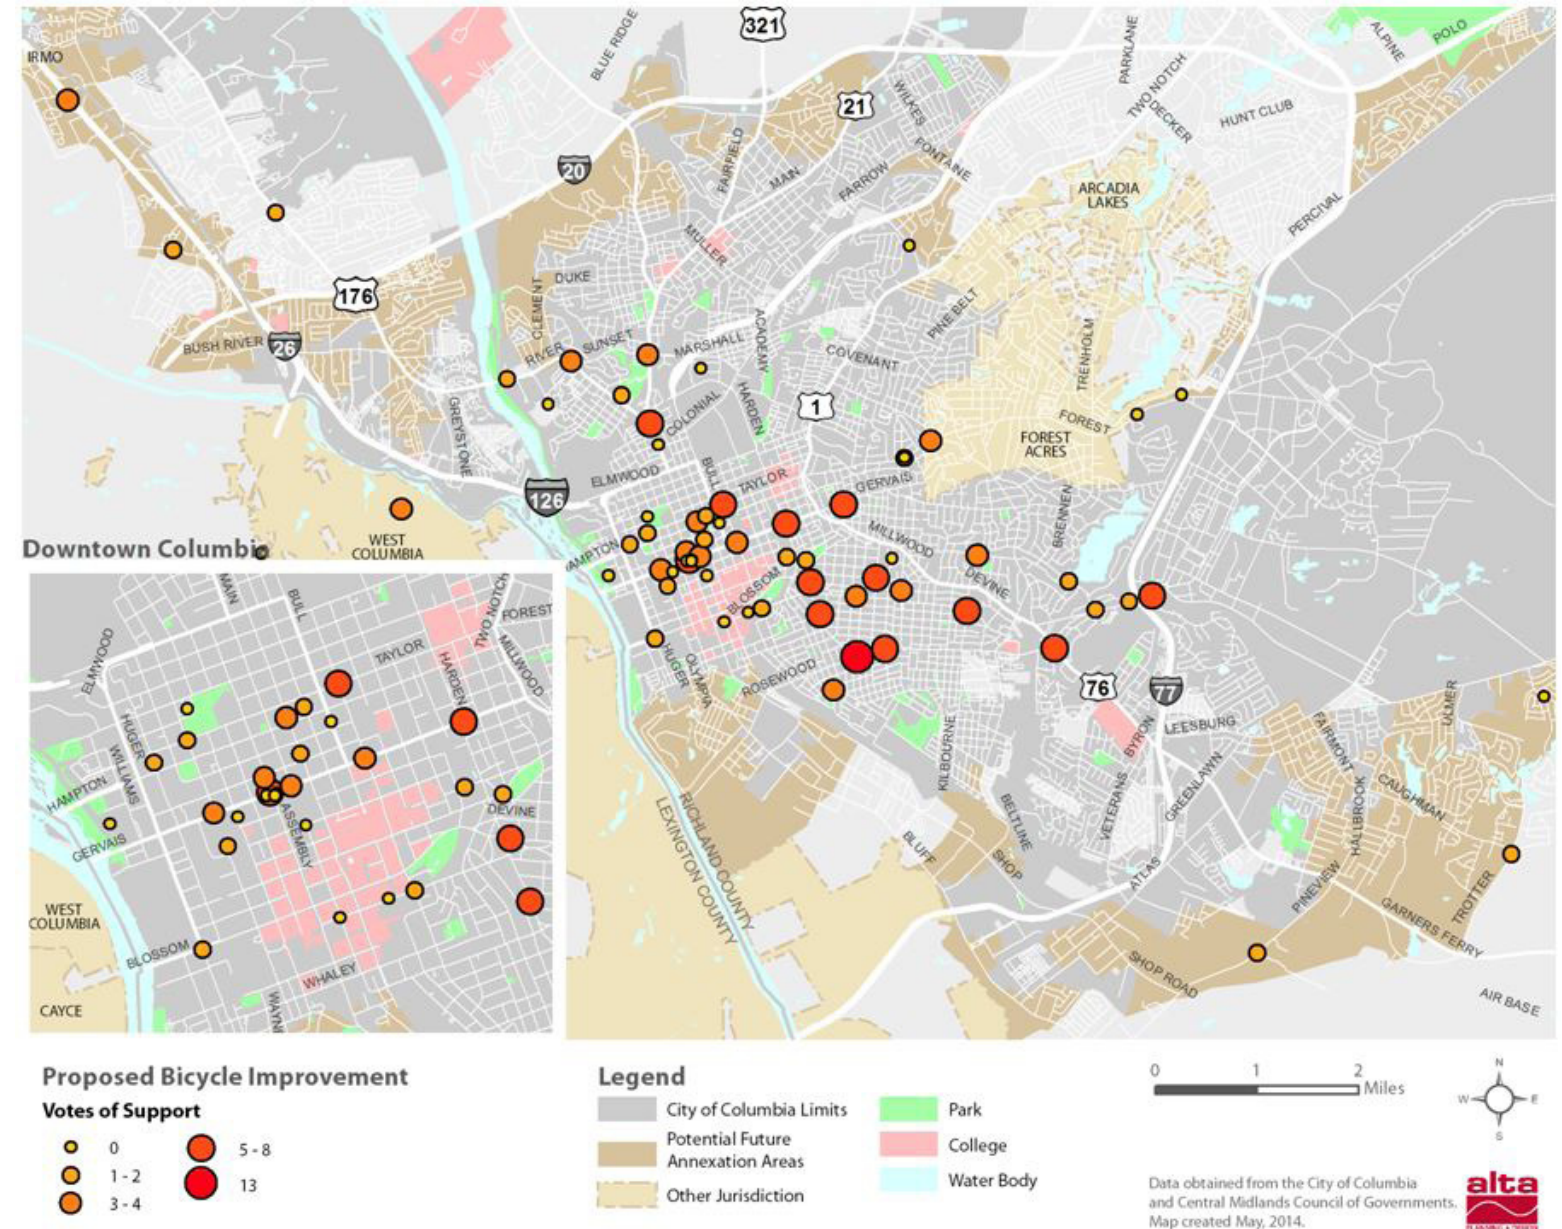 321
BLUE RIDGE
PARKLANE
ALPINE
POLO
IRMO
TWO NOTCH
DECKER
HUNT CLUB
21
WILKES
FONTAINE
20
FAIRFIELD
MAIN
FARROW
ARCADIA
LAKES
PERCIVAL
MULLER
176
DUKE
CLEMENT
BUSH RIVER
26
RIVER
SUNSET
MARSHALL
ACADEMY
COVENANT
PINE BELT
TRENHOLM
GREYSTONE
COLONIAL
HARDEN
1
FOREST
FOREST
ACRES
126
ELMWOOD
BULL
TAYLOR
GERVAIS
BRENNEN
WEST
COLUMBIA
AMPTON
MILLWOOD
DEVINE
BLOSSOM
HUGER
OLYMPIA
ROSEWOOD
76
77
KILBOURNE
BYRON
LEESBURG
FAIRMONT
ULMER
RICHLAND COUNTY
LEXINGTON COUNTY
BLUFF
BELTLINE
SHOP
VETERANS
GREENLAWN
ATLAS
HALLBROOK
CAUGHMAN
PINEVIEW
GARNERS FERRY
TROTTER
SHOP ROAD
AIR BASE
Downtown Columbia
MAIN
BULL
TWO NOTCH
FOREST
ELMWOOD
TAYLOR
HARDEN
MILLWOOD
HUGER
WILLIAMS
HAMPTON
GERVAIS
ASSEMBLY
DEVINE
WEST
COLUMBIA
BLOSSOM
WHALEY
WAYNE
CAYCE
Proposed Bicycle Improvement
Votes of Support
0
1 - 2
3 - 4
5 - 8
13
Legend
City of Columbia Limits
Potential Future
Annexation Areas
Other Jurisdiction
Park
College
Water Body
0 1 2
Miles
N
W E
S
Data obtained from the City of Columbia
and Central Midlands Council of Governments.
Map created May, 2014.
alta
PLANNING + DESIGN